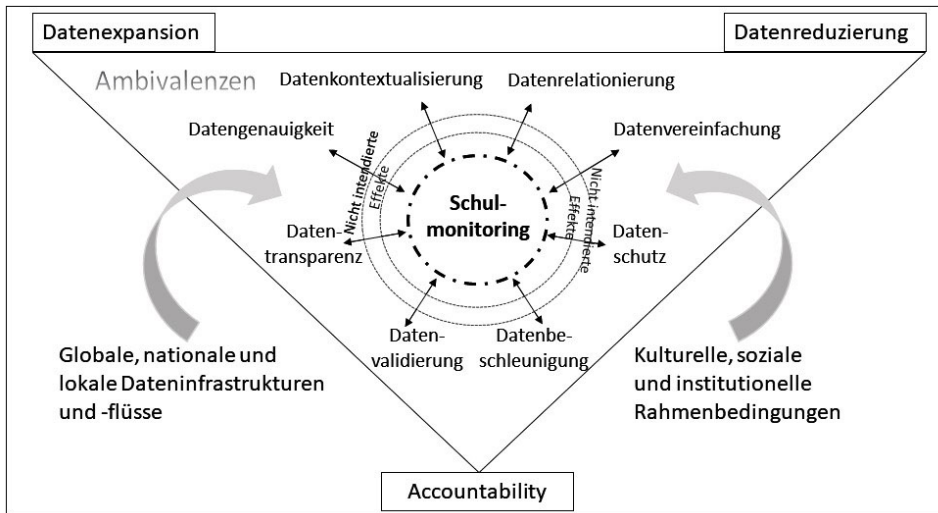 Datenexpansion
Datenreduzierung
Ambivalenzen
Datenkontextualisierung
Datenrelationierung
Datengenauigkeit
Datenvereinfachung
Nicht intendierte
Effekte
Schul-
monitoring
Nicht intendierte
Effekte
Daten-
transparenz
Daten-
schutz
Daten-
validierung
Datenbe-
schleunigung
Globale, nationale und
lokale Dateninfrastrukturen
und -flüsse
Kulturelle, soziale
und institutionelle
Rahmenbedingungen
Accountability